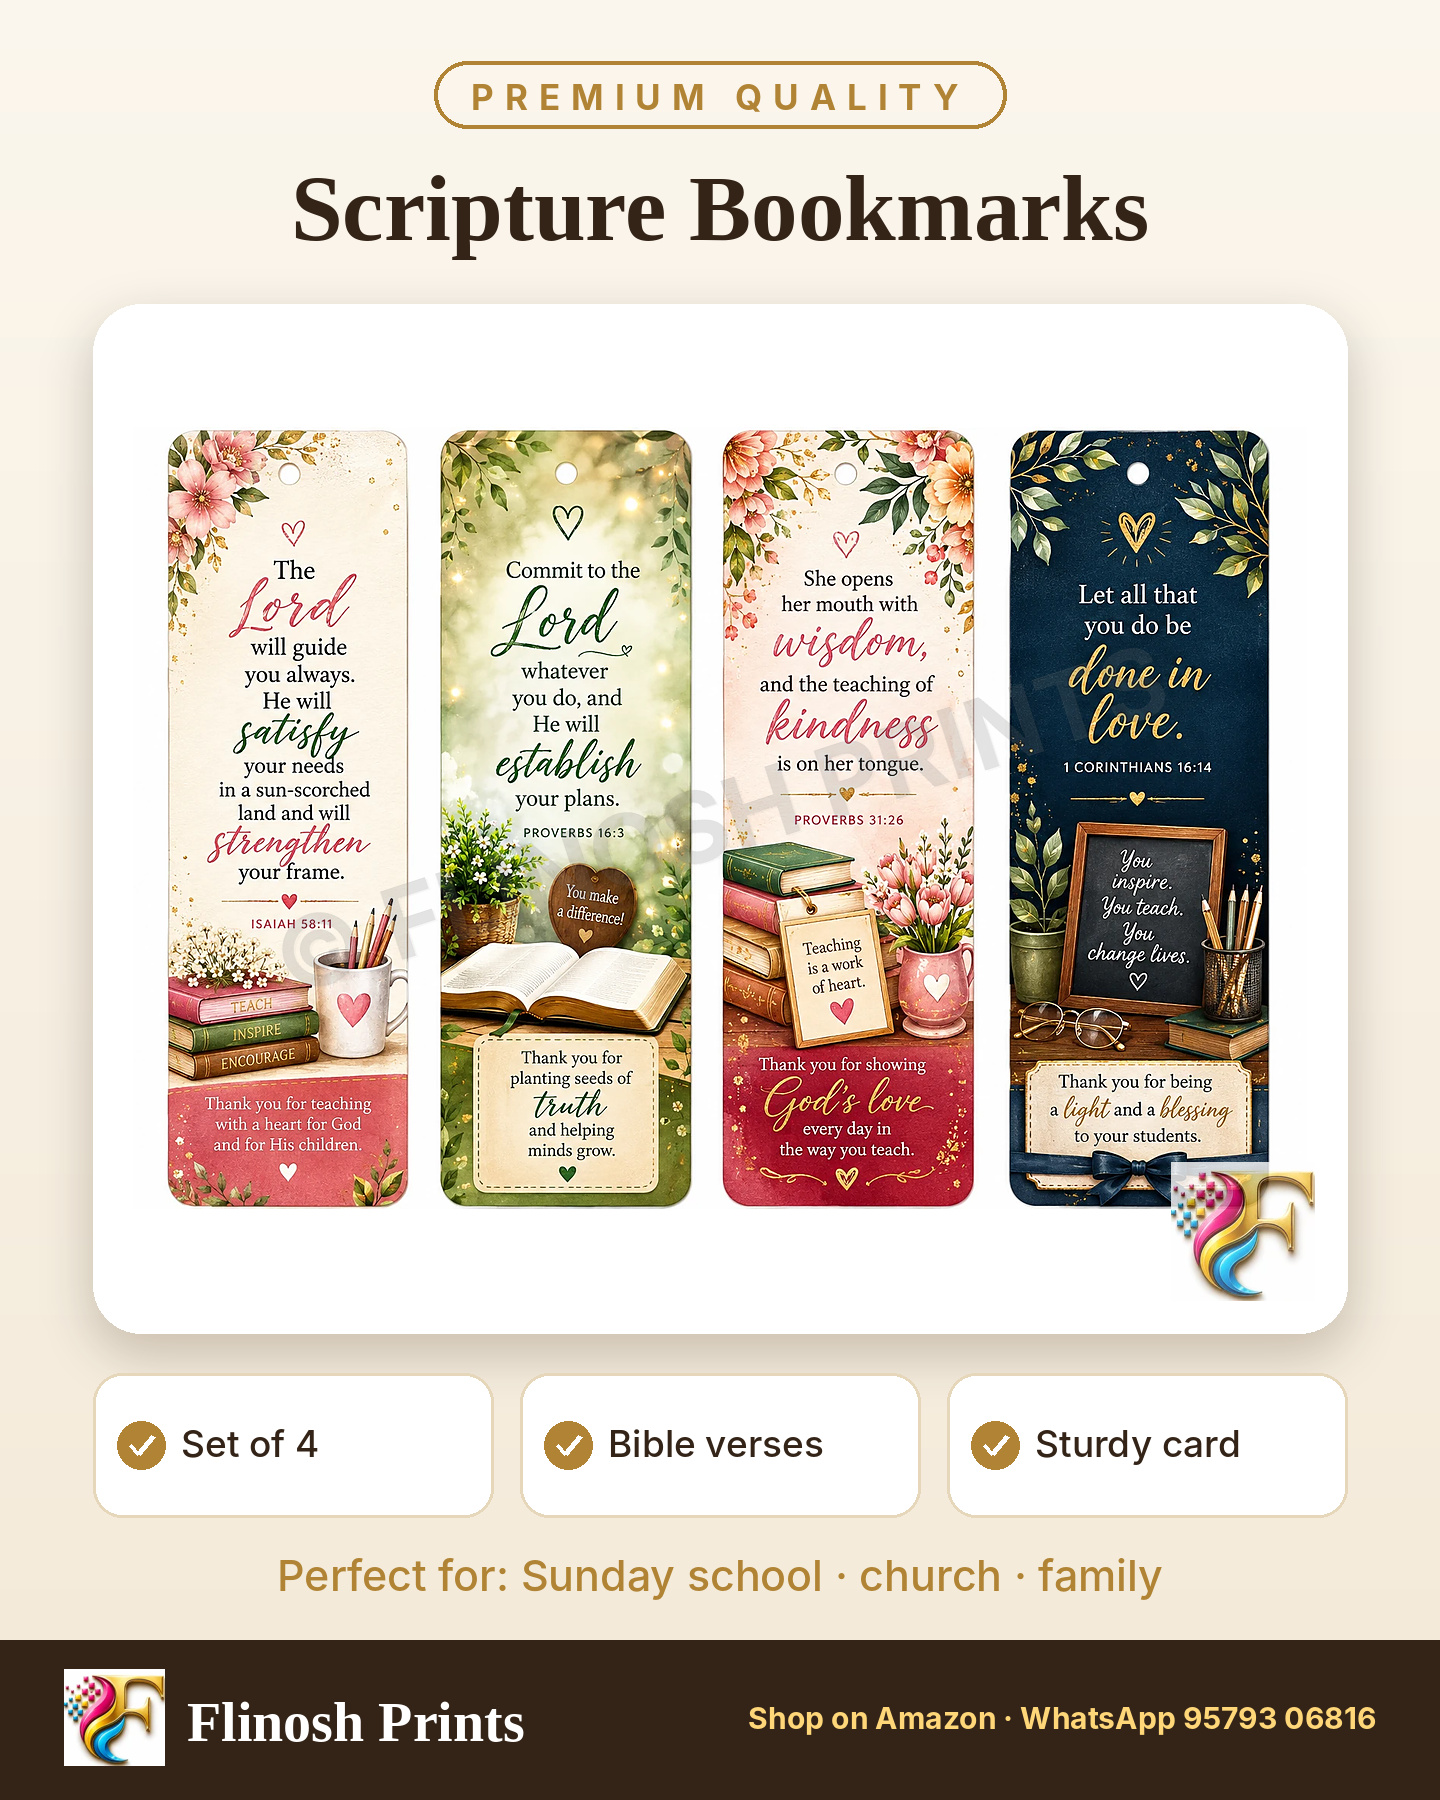 PREMIUM QUALITY
Scripture Bookmarks
The
Lord
will guide
you always.
He will
satisfy
your needs
in a sun-scorched
land and will
strengthen
your frame.
ISAIAH 58:11
TEACH
INSPIRE
ENCOURAGE
Thank you for teaching
with a heart for God
and for His children.
Commit to the
Lord
whatever
you do, and
He will
establish
your plans.
PROVERBS 16:3
You make
a difference!
Thank you for
planting seeds of
truth
and helping
minds grow.
She opens
her mouth with
wisdom,
and the teaching of
kindness
is on her tongue.
PROVERBS 31:26
Teaching
is a work
of heart.
Thank you for showing
God's love
every day in
the way you teach.
Let all that
you do be
done in
love.
1 CORINTHIANS 16:14
You
inspire.
You teach.
You
change lives.
Thank you for being
a light and a blessing
to your students.
© FLINOSH PRINTS
F
Set of 4
Bible verses
Sturdy card
Perfect for: Sunday school · church · family
F
Flinosh Prints
Shop on Amazon · WhatsApp 95793 06816